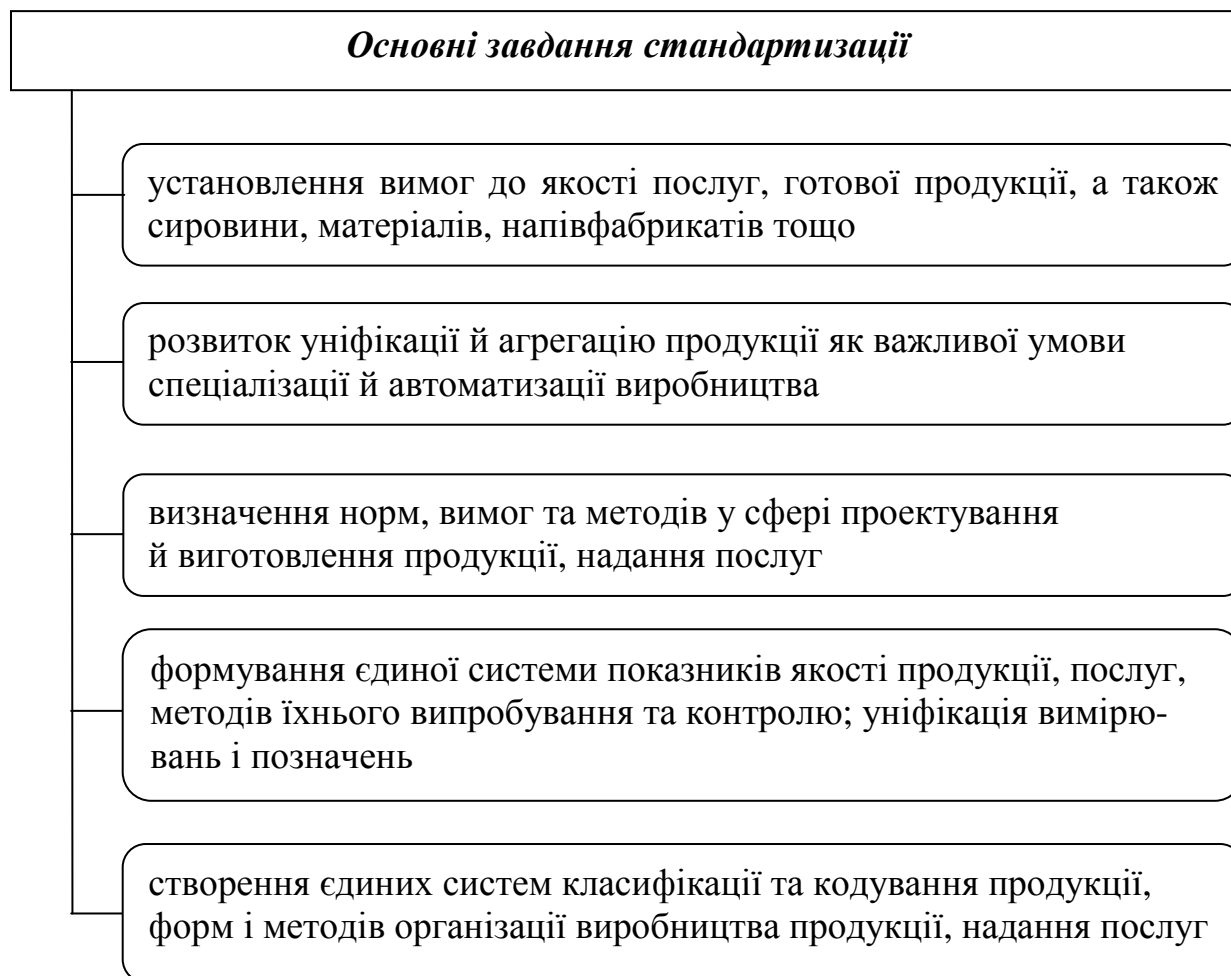 Основні завдання стандартизації
установлення вимог до якості послуг, готової продукції, а також
сировини, матеріалів, напівфабрикатів тощо
розвиток уніфікації й агрегацію продукції як важливої умови
спеціалізації й автоматизації виробництва
визначення норм, вимог та методів у сфері проектування
й виготовлення продукції, надання послуг
формування єдиної системи показників якості продукції, послуг,
методів їхнього випробування та контролю; уніфікація вимірю-
вань і позначень
створення єдиних систем класифікації та кодування продукції,
форм і методів організації виробництва продукції, надання послуг